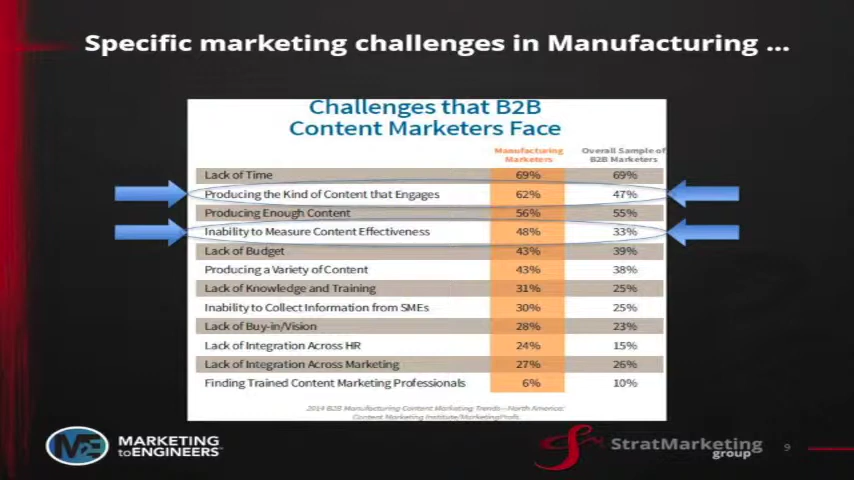 Specific marketing challenges in Manufacturing ...
Challenges that B2B
Content Marketers Face
Manufacturing Overall Sample of
Marketers B2B Marketers
Lack of Time 69% 69%
Producing the Kind of Content that Engages 62% 47%
Producing Enough Content 56% 55%
Inability to Measure Content Effectiveness 48% 33%
Lack of Budget 43% 39%
Producing a Variety of Content 43% 38%
Lack of Knowledge and Training 31% 25%
Inability to Collect Information from SMEs 30% 25%
Lack of Buy-in/Vision 28% 23%
Lack of Integration Across HR 24% 15%
Lack of Integration Across Marketing 27% 26%
Finding Trained Content Marketing Professionals 6% 10%
2014 B2B Manufacturing Content Marketing Trends—North America:
Content Marketing Institute/MarketingProfs
M2E MARKETING
toENGINEERS
StratMarketing
group
9